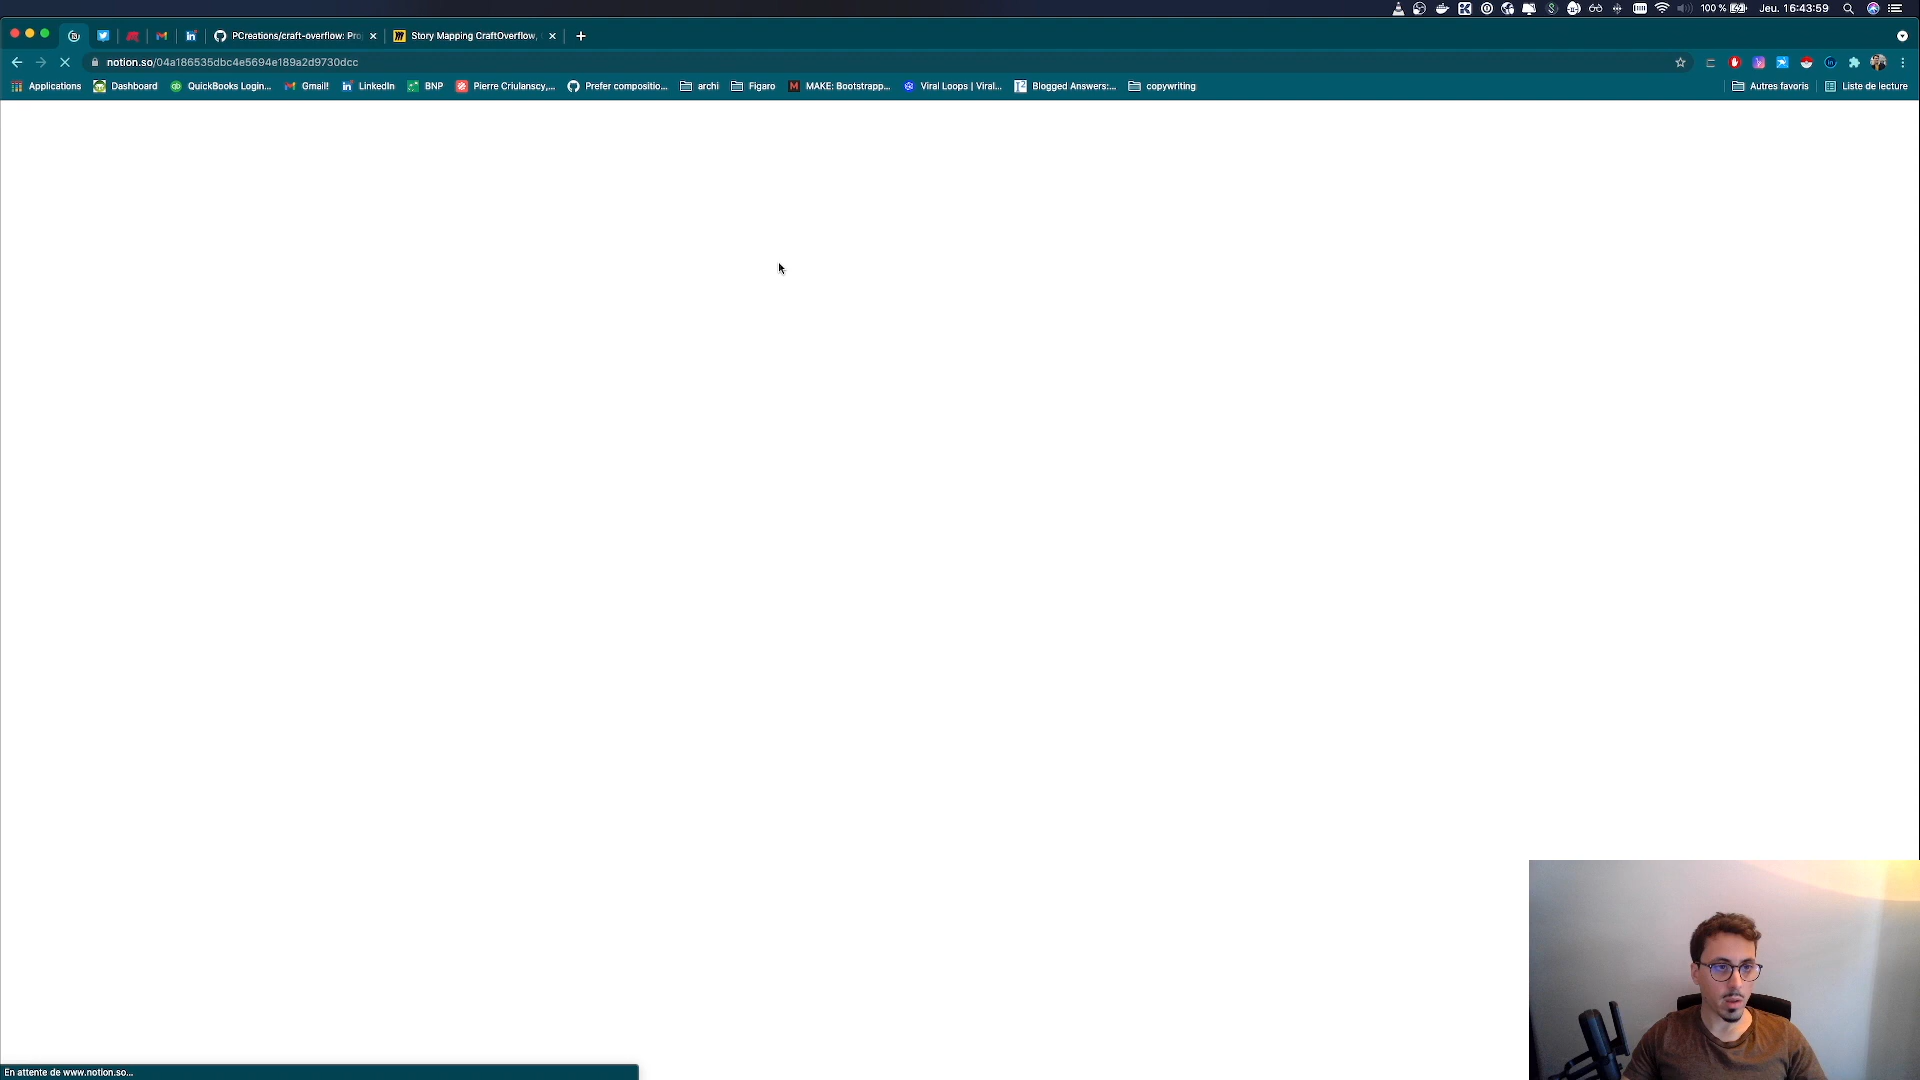 100 % Jeu. 16:43:59
PCreations/craft-overflow: Pro
Story Mapping CraftOverflow,
notion.so/04a186535dbc4e5694e189a2d9730dcc
Applications Dashboard QuickBooks Login... Gmail! LinkedIn BNP Pierre Criulanscy,... Prefer compositio... archi Figaro MAKE: Bootstrapp... Viral Loops | Viral... Blogged Answers:... copywriting Autres favoris Liste de lecture
En attente de www.notion.so...